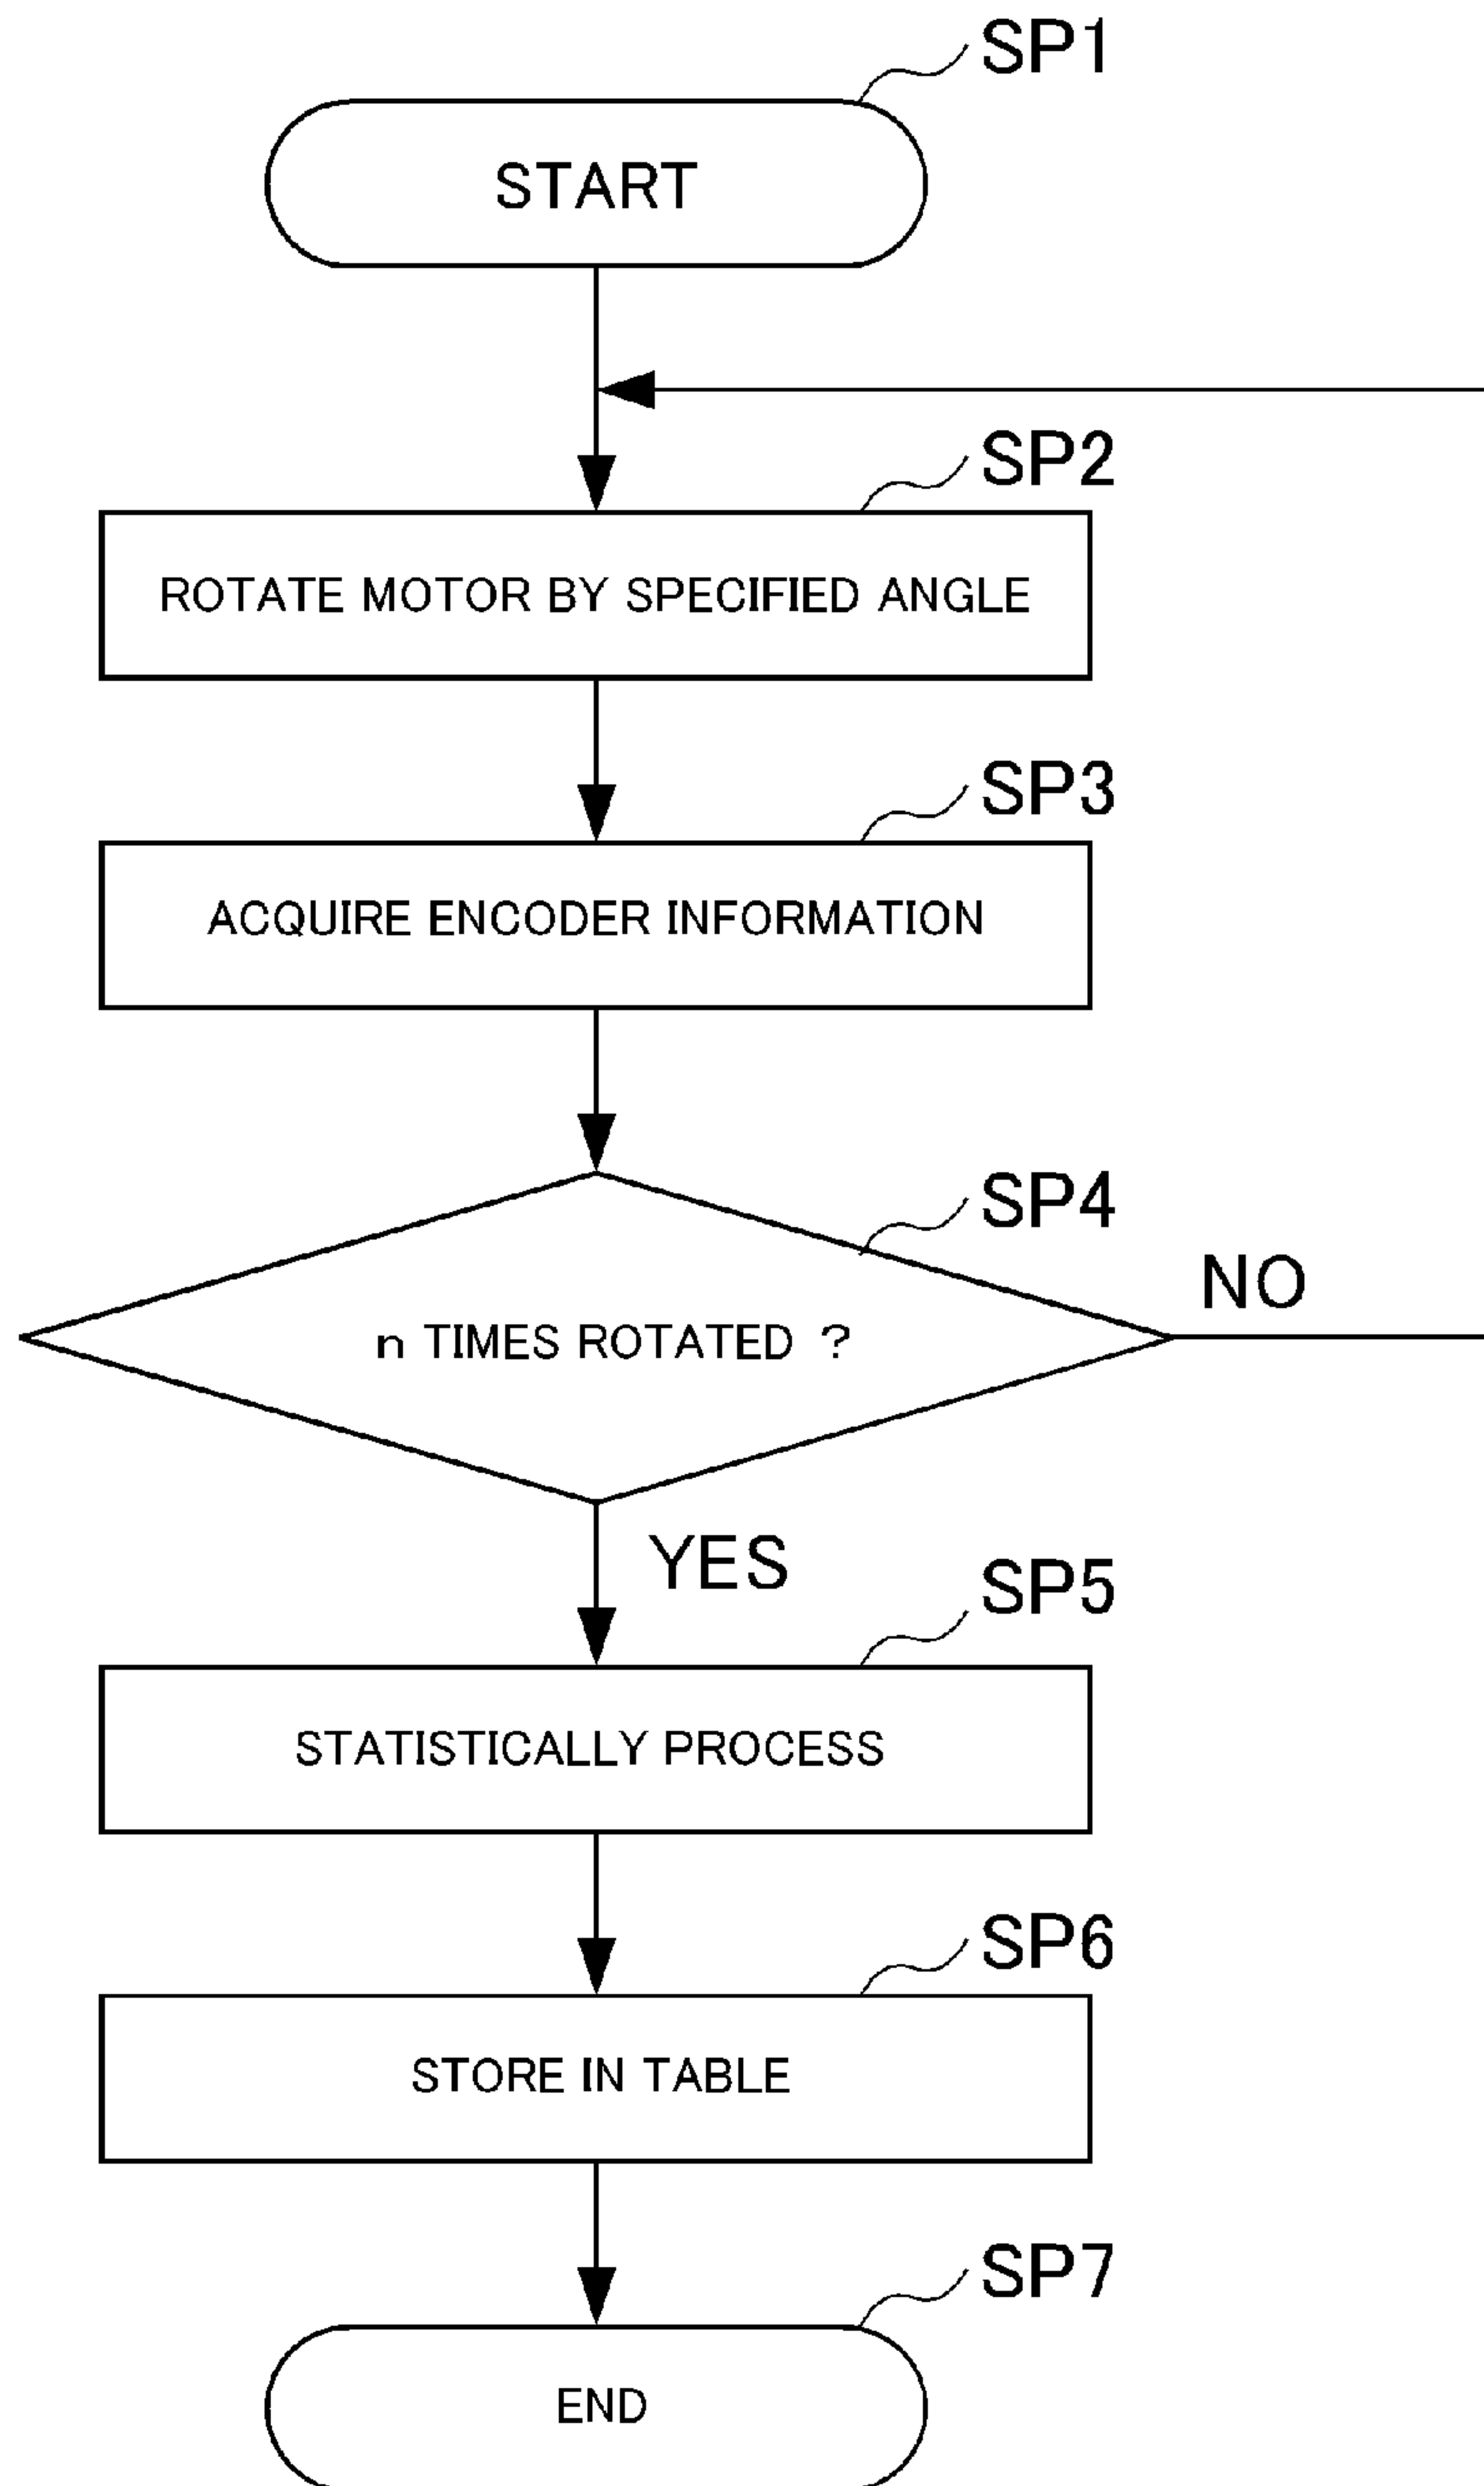 SP1
START
SP2
ROTATE MOTOR BY SPECIFIED ANGLE
SP3
ACQUIRE ENCODER INFORMATION
SP4
NO
n TIMES ROTATED ?
YES
SP5
STATISTICALLY PROCESS
SP6
STORE IN TABLE
SP7
END